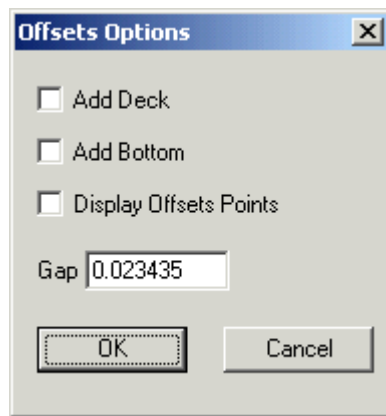 Offsets Options
Add Deck
Add Bottom
Display Offsets Points
Gap 0.023435
OK Cancel